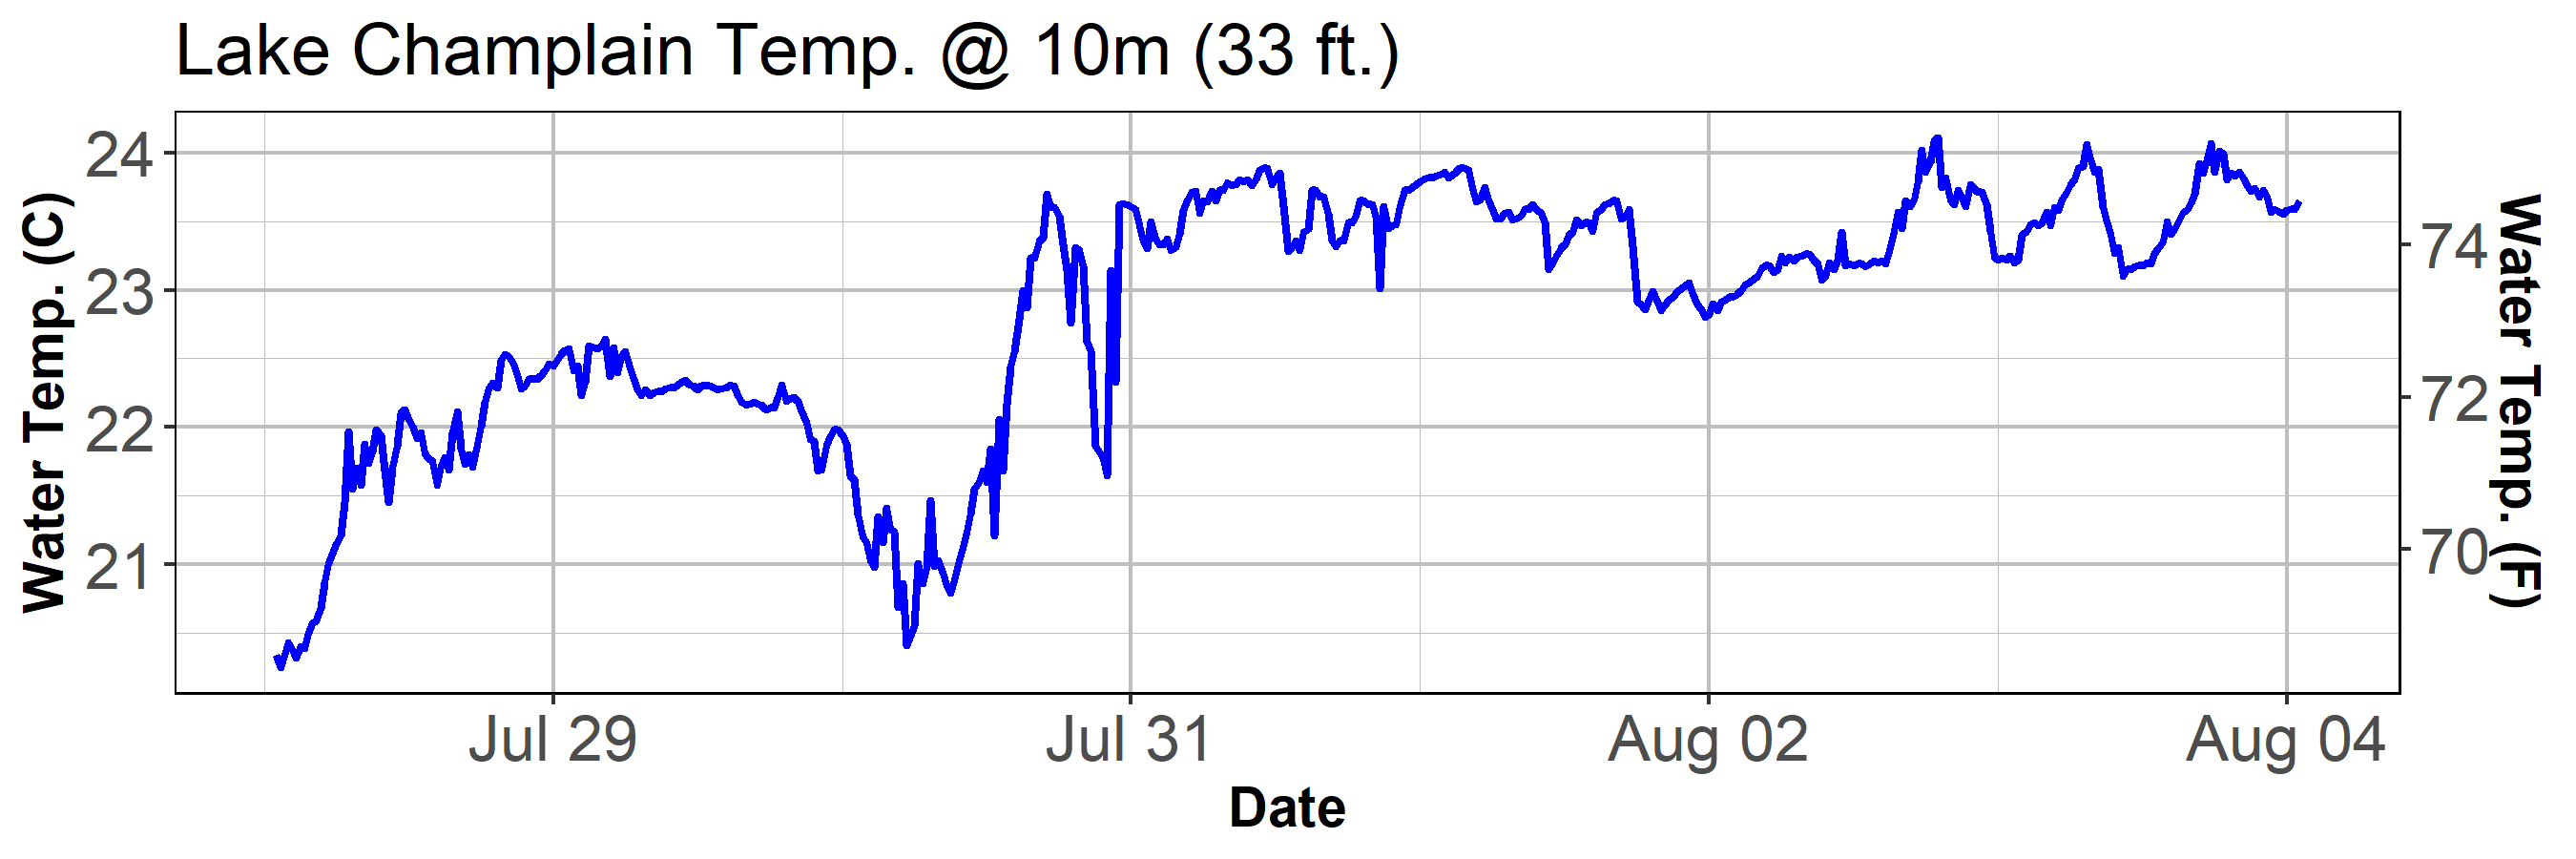 Lake Champlain Temp. @ 10m (33 ft.)
Water Temp. (C)
24
23
22
21
74
72
70
Water Temp. (F)
Jul 29 Jul 31 Aug 02 Aug 04
Date